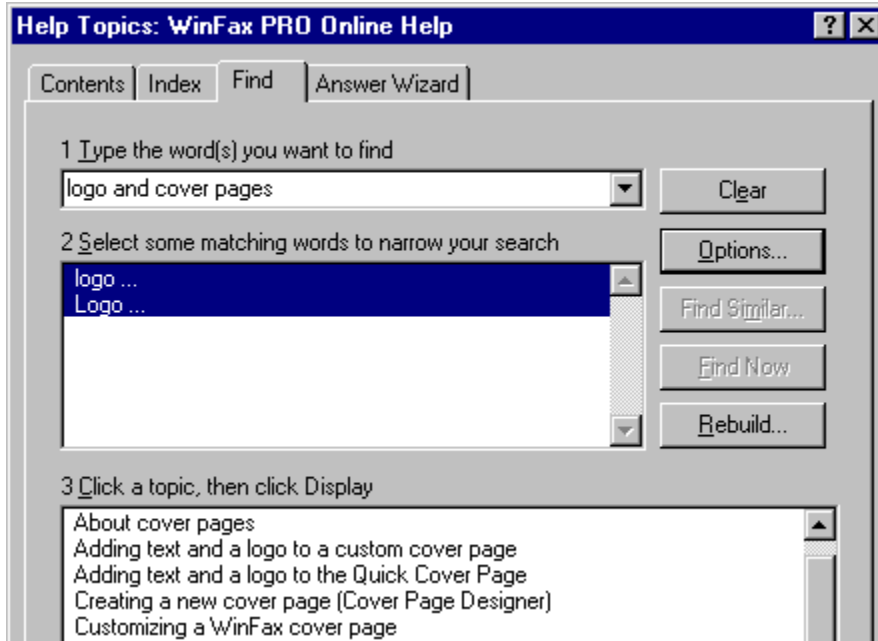 Help Topics: WinFax PRO Online Help
Contents Index Find Answer Wizard
1 Type the word(s) you want to find
logo and cover pages
Clear
2 Select some matching words to narrow your search
Options...
logo ...
Logo ...
Find Similar...
Find Now
Rebuild...
3 Click a topic, then click Display
About cover pages
Adding text and a logo to a custom cover page
Adding text and a logo to the Quick Cover Page
Creating a new cover page (Cover Page Designer)
Customizing a WinFax cover page